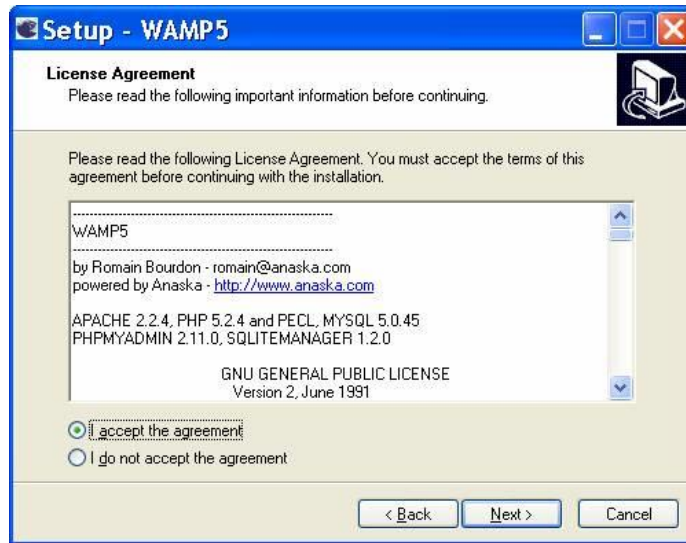 Setup - WAMP5
License Agreement
Please read the following important information before continuing.
Please read the following License Agreement. You must accept the terms of this
agreement before continuing with the installation.
------------------------------------------------------------
WAMP5
------------------------------------------------------------
by Romain Bourdon - romain@anaska.com
powered by Anaska - http://www.anaska.com
APACHE 2.2.4, PHP 5.2.4 and PECL, MYSQL 5.0.45
PHPMYADMIN 2.11.0, SQLITEMANAGER 1.2.0
GNU GENERAL PUBLIC LICENSE
Version 2, June 1991
I accept the agreement
I do not accept the agreement
< Back Next > Cancel